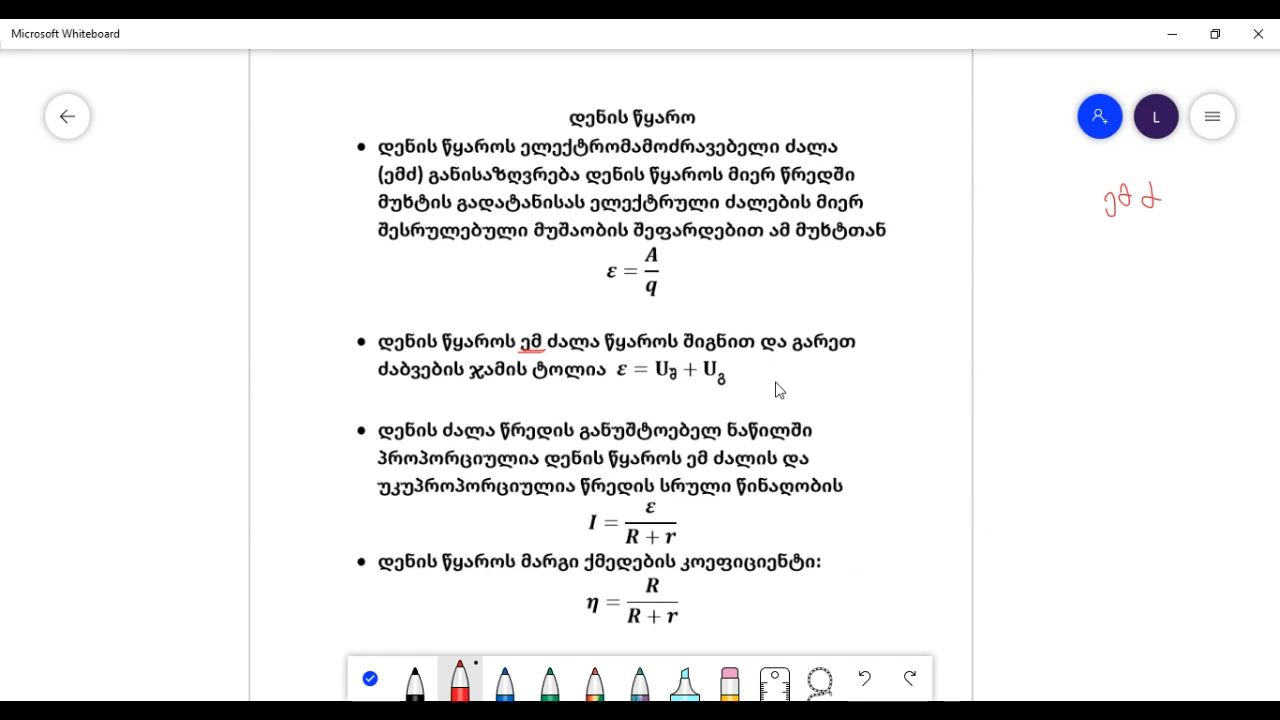 Microsoft Whiteboard
L
დენის წყარო
• დენის წყაროს ელექტრომამოძრავებელი ძალა
(ემძ) განისაზღვრება დენის წყაროს მიერ წრედში
მუხტის გადატანისას ელექტრული ძალების მიერ
შესრულებული მუშაობის შეფარდებით ამ მუხტთან
ε = A/q
• დენის წყაროს ემ ძალა წყაროს შიგნით და გარეთ
ძაბვების ჯამის ტოლია ε = Uშ + Uგ
• დენის ძალა წრედის განუშტოებელ ნაწილში
პროპორციულია დენის წყაროს ემ ძალის და
უკუპროპორციულია წრედის სრული წინაღობის
I = ε/(R + r)
• დენის წყაროს მარგი ქმედების კოეფიციენტი:
η = R/(R + r)
ემ ძ